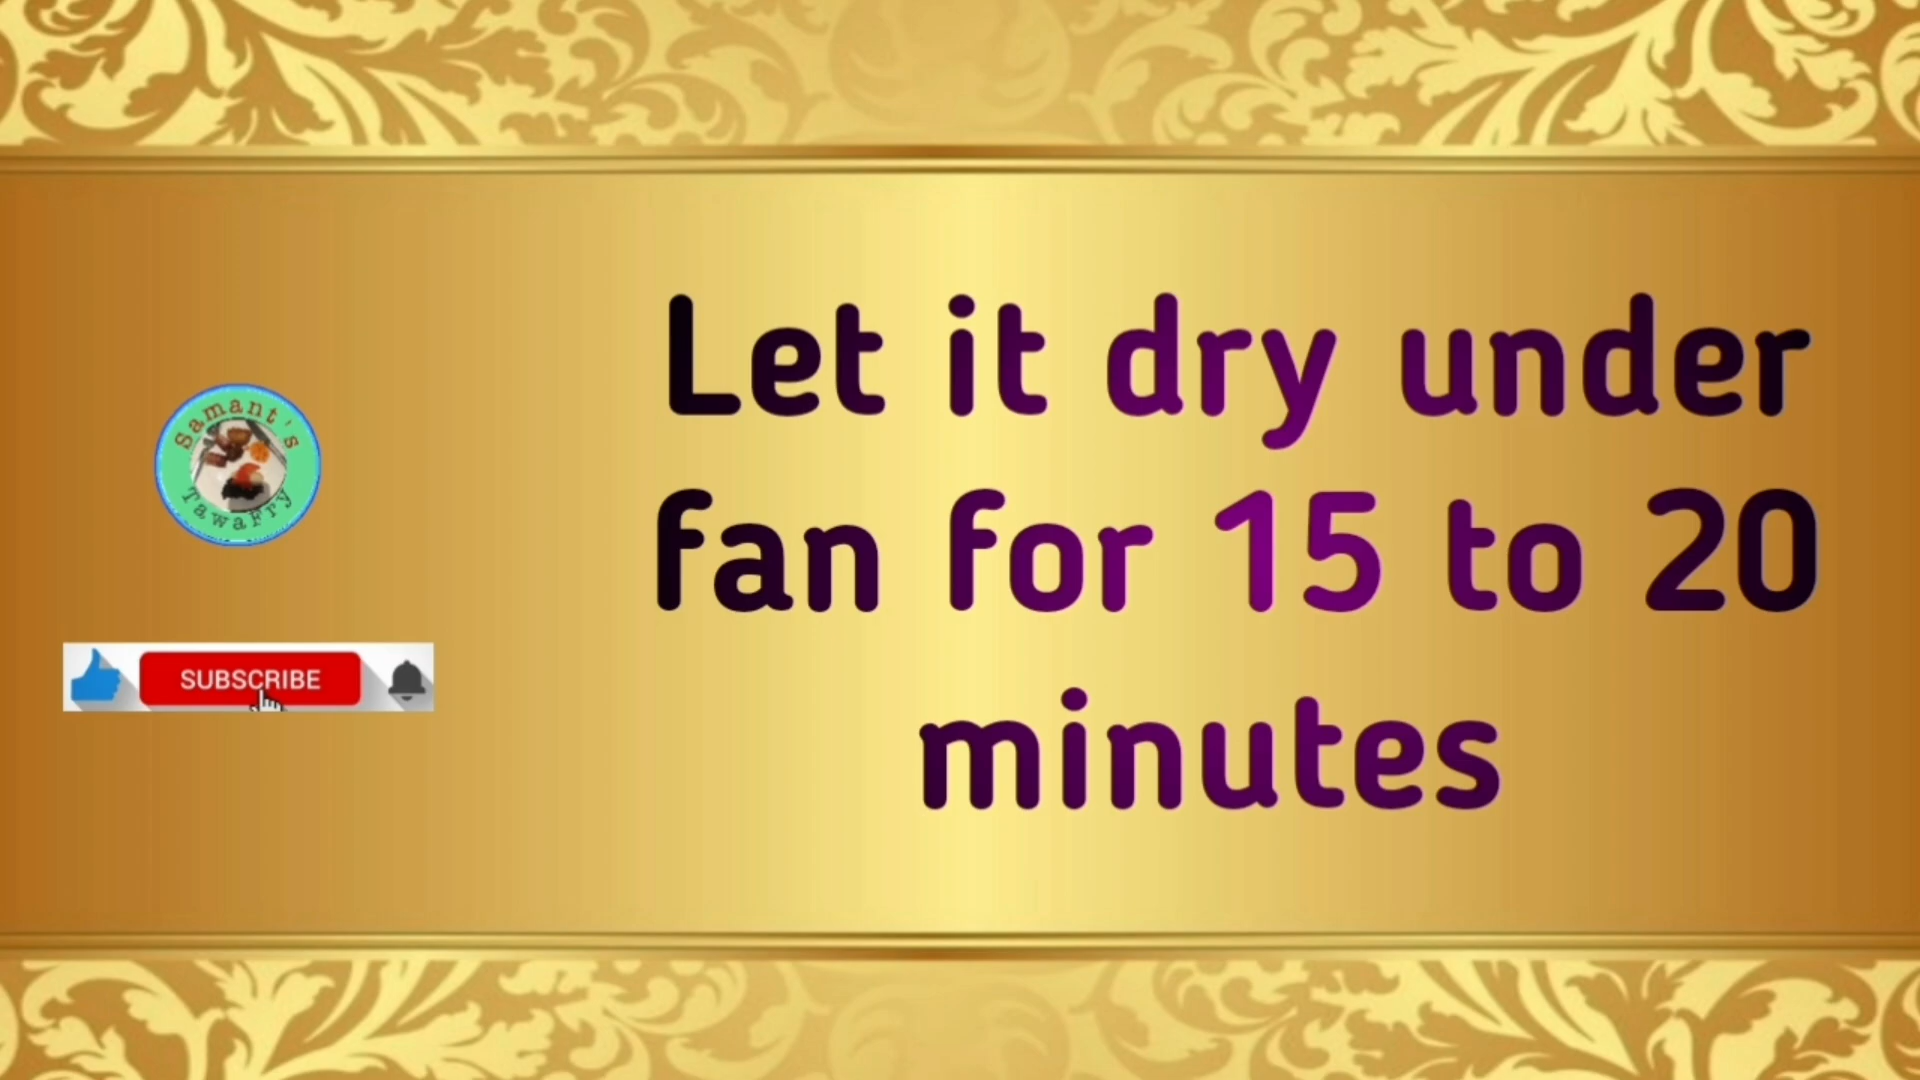 Samant's
TawaFry
SUBSCRIBE
Let it dry under
fan for 15 to 20
minutes